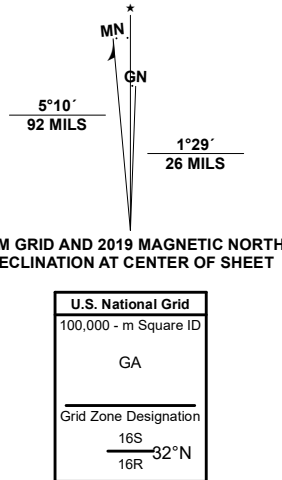 ★
MN
GN
5°10´
92 MILS
1°29´
26 MILS
M GRID AND 2019 MAGNETIC NORTH
ECLINATION AT CENTER OF SHEET
U.S. National Grid
100,000 - m Square ID
GA
Grid Zone Designation
16S
32°N
16R